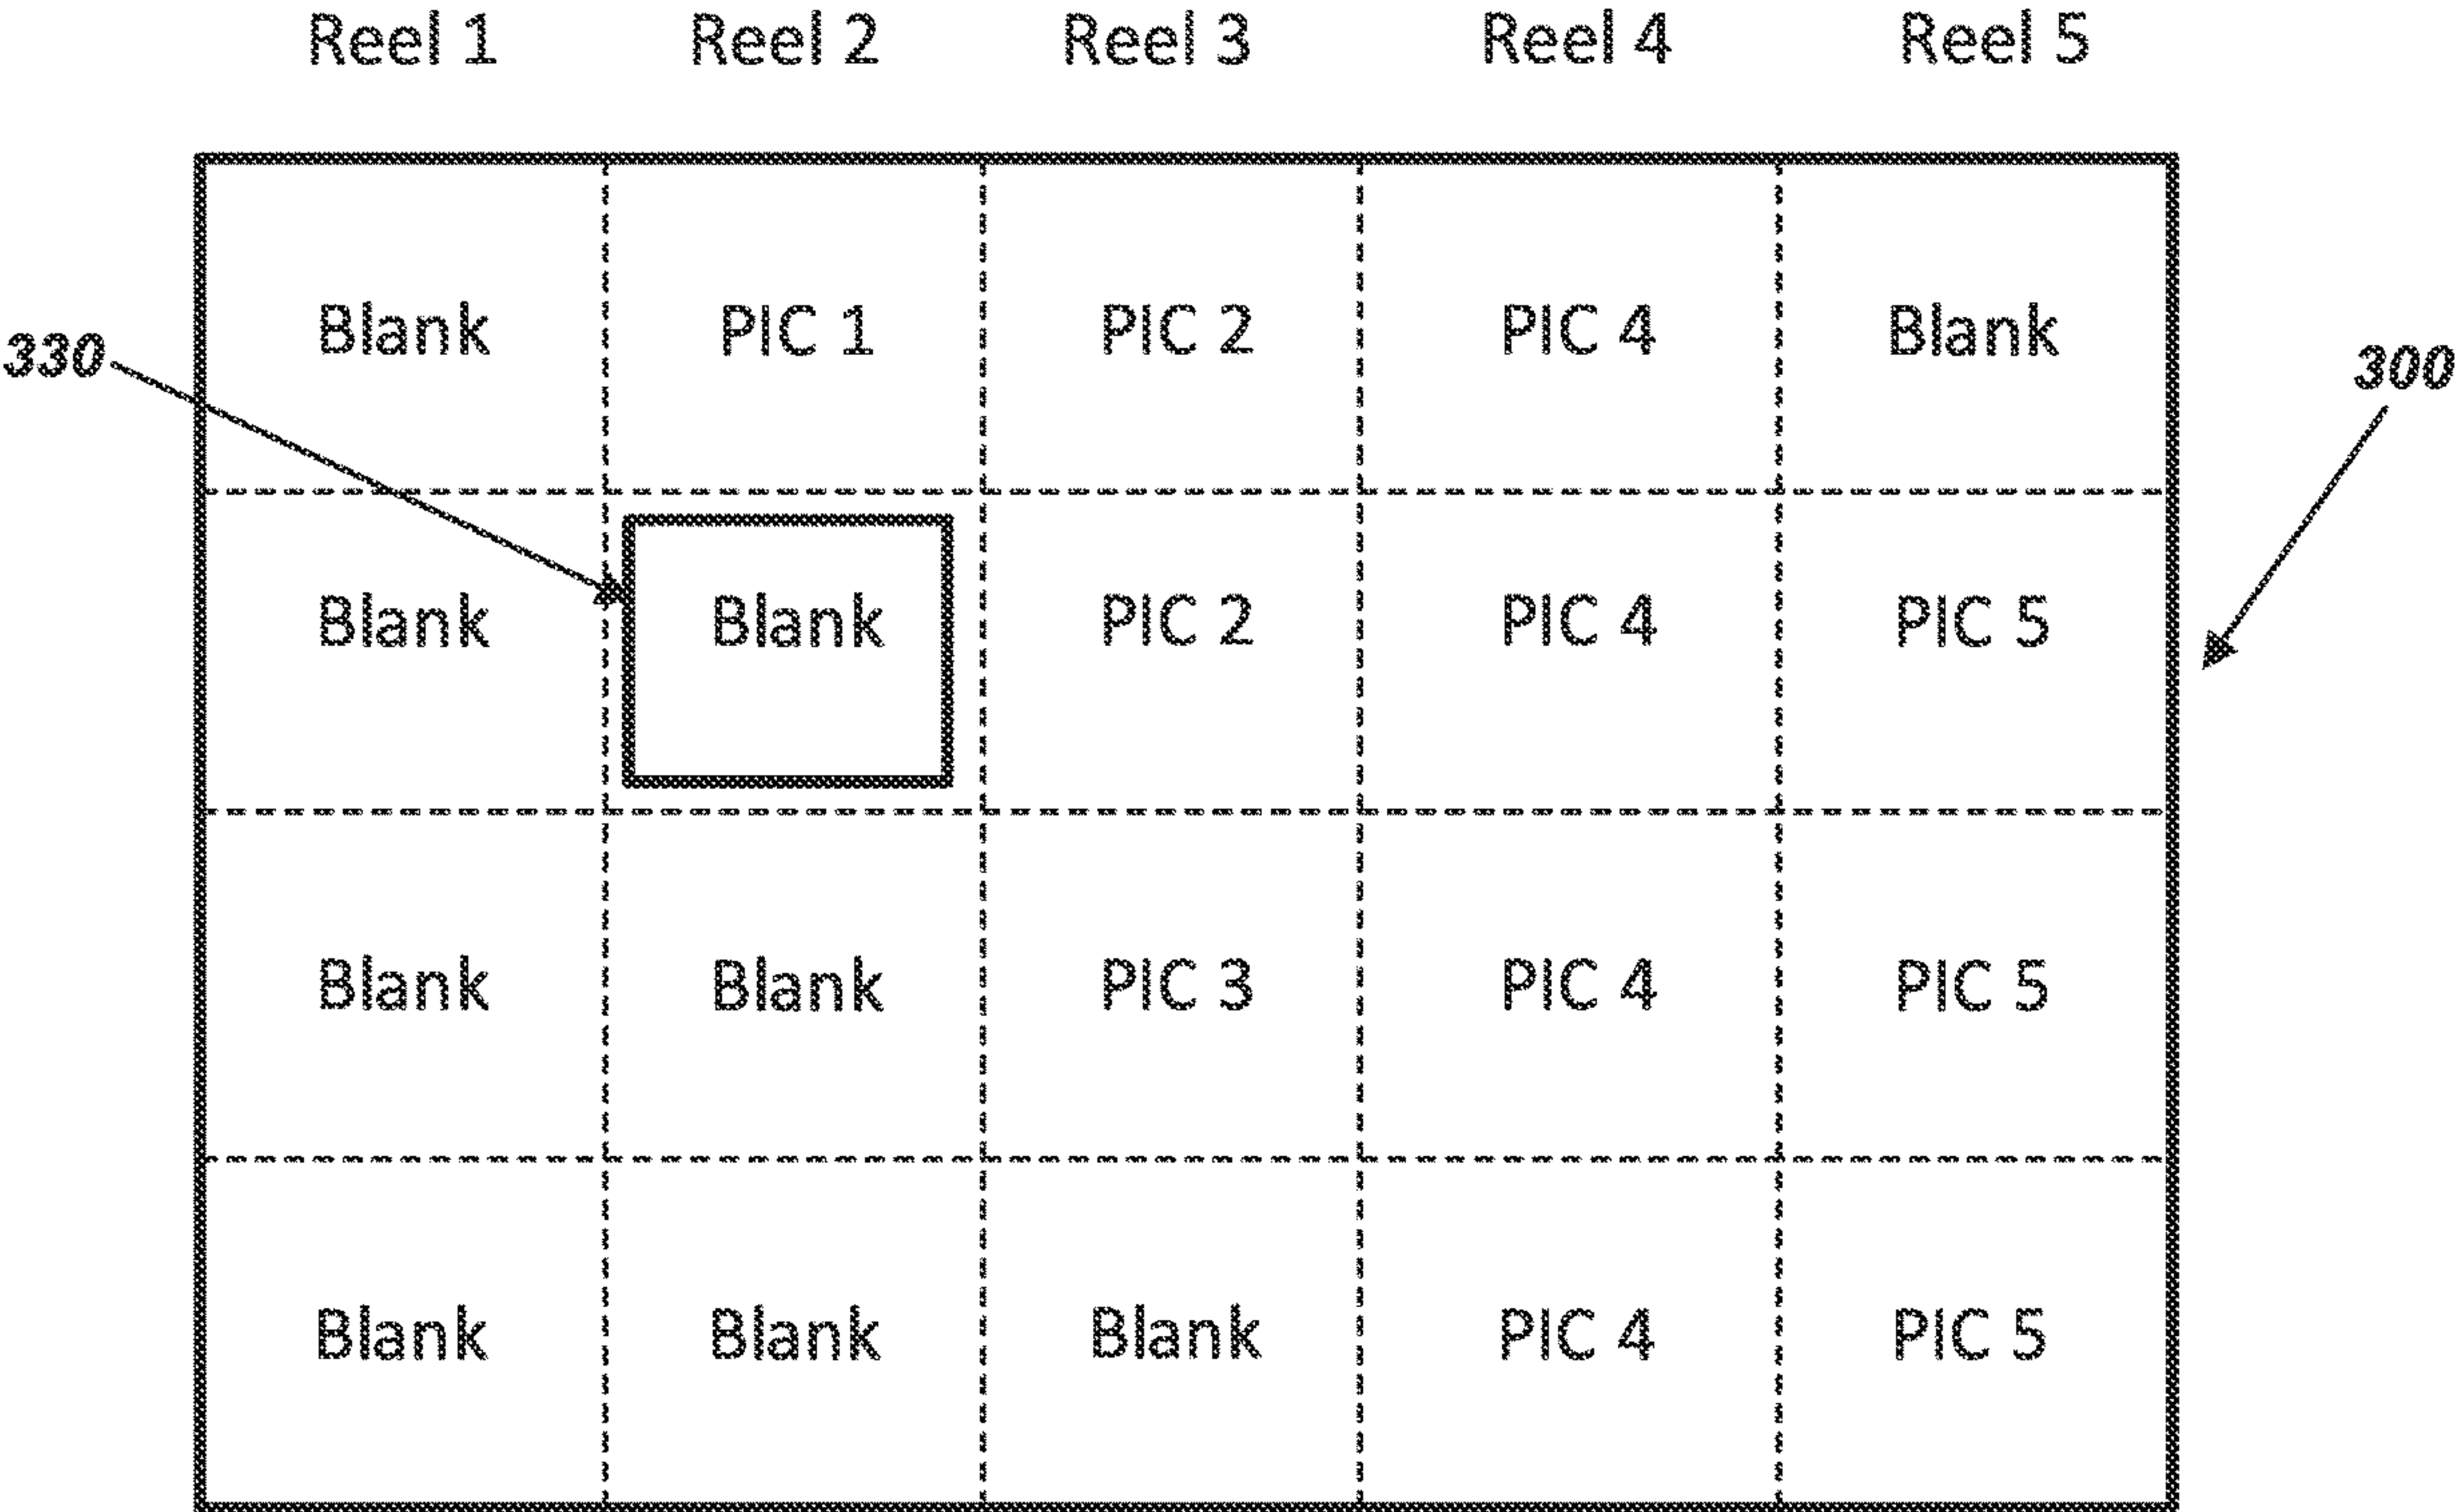 Reel 1 Reel 2 Reel 3 Reel 4 Reel 5
Blank PIC 1 PIC 2 PIC 4 Blank
330
300
Blank Blank PIC 2 PIC 4 PIC 5
Blank Blank PIC 3 PIC 4 PIC 5
Blank Blank Blank PIC 4 PIC 5